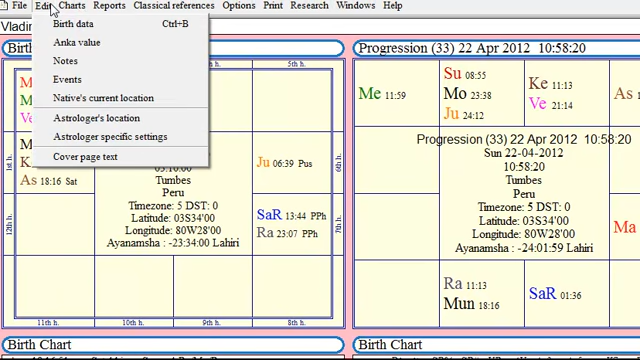 File Edit Charts Reports Classical references Options Print Research Windows Help
Vladim
Birth data Ctrl+B
Anka value
Notes
Events
Native's current location
Astrologer's location
Astrologer specific settings
Cover page text
Birth
5th h.
Progression (33) 22 Apr 2012 10:58:20
As 18:16 Sat
Tumbes
Peru
Timezone: 5 DST: 0
Latitude: 03S34'00
Longitude: 80W28'00
Ayanamsha : -23:34:00 Lahiri
Ju 06:39 Pus
SaR 13:44 PPh
Ra 23:07 PPh
1st h.
12th h.
6th h.
7th h.
11th h. 10th h. 9th h. 8th h.
Me 11:59
Su 08:55
Mo 23:38
Ju 24:12
Ke 11:13
Ve 21:14
As
Progression (33) 22 Apr 2012 10:58:20
Sun 22-04-2012
10:58:20
Tumbes
Peru
Timezone: 5 DST: 0
Latitude: 03S34'00
Longitude: 80W28'00
Ayanamsha : -24:01:59 Lahiri
Ma
Ra 11:13
Mun 18:16
SaR 01:36
Birth Chart
Birth Chart